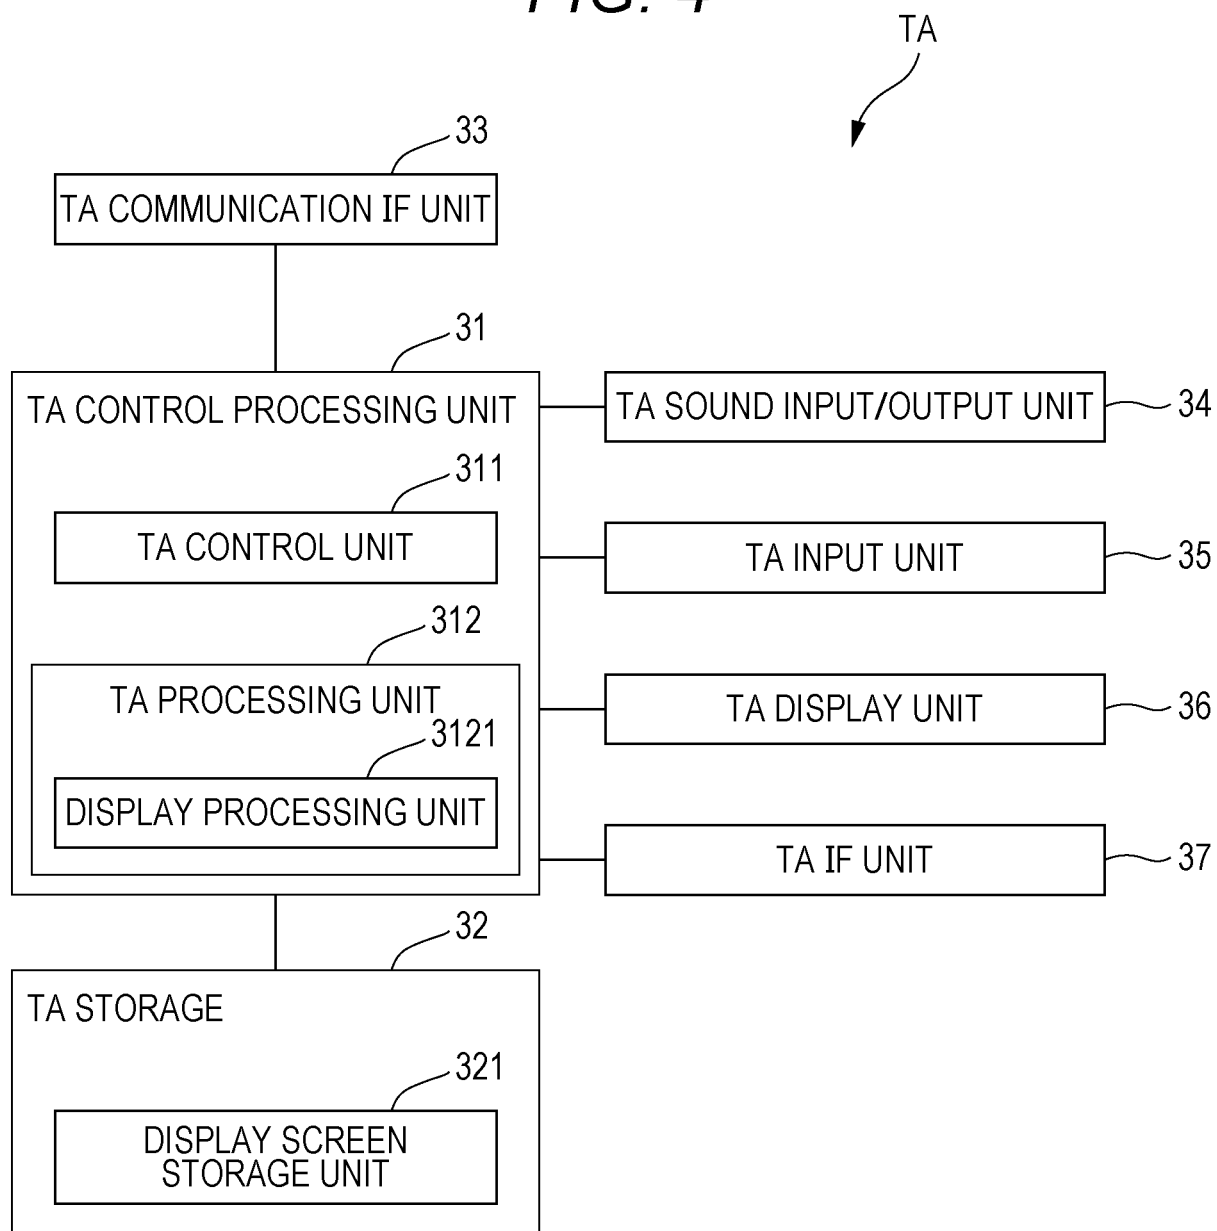 FIG. 4
TA
33
TA COMMUNICATION IF UNIT
31
TA CONTROL PROCESSING UNIT
TA SOUND INPUT/OUTPUT UNIT
34
311
TA CONTROL UNIT
TA INPUT UNIT
35
312
TA PROCESSING UNIT
TA DISPLAY UNIT
36
3121
DISPLAY PROCESSING UNIT
TA IF UNIT
37
32
TA STORAGE
321
DISPLAY SCREEN
STORAGE UNIT